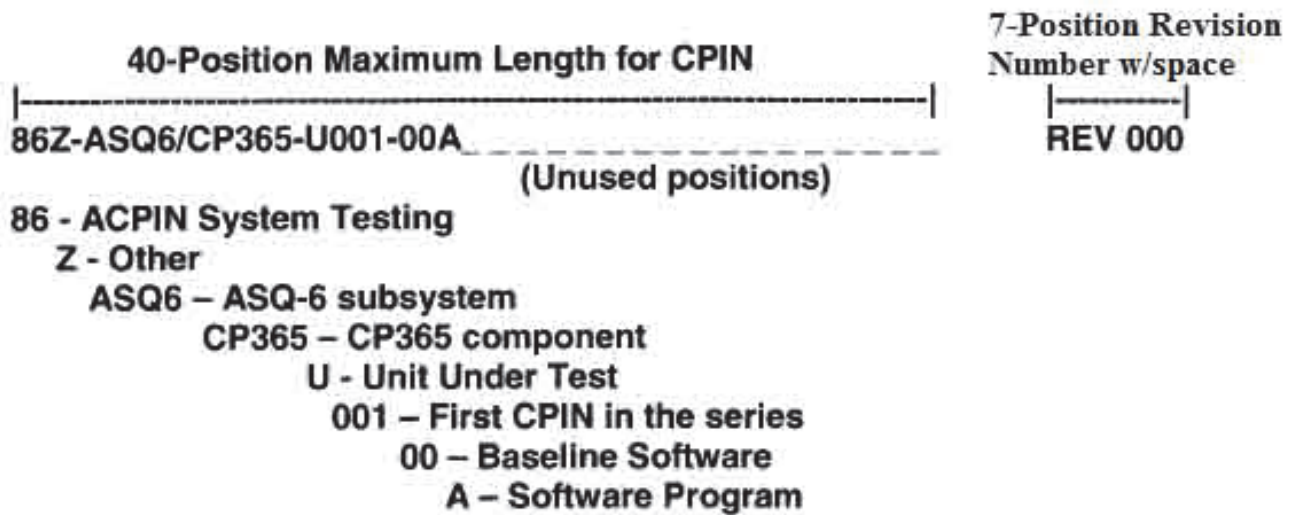 7-Position Revision
40-Position Maximum Length for CPIN Number w/space
|---------------------------------------------------------------| |-----------|
86Z-ASQ6/CP365-U001-00A_ _ _ _ _ _ _ _ _ _ _ _ _ _ _ _ _ _ REV 000
(Unused positions)
86 - ACPIN System Testing
Z - Other
ASQ6 – ASQ-6 subsystem
CP365 – CP365 component
U - Unit Under Test
001 – First CPIN in the series
00 – Baseline Software
A – Software Program